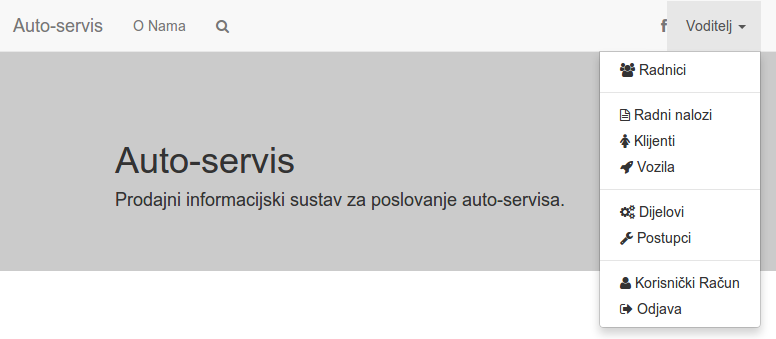 Auto-servis O Nama f Voditelj
Radnici
Radni nalozi
Klijenti
Vozila
Auto-servis
Prodajni informacijski sustav za poslovanje auto-servisa.
Dijelovi
Postupci
Korisnički Račun
Odjava